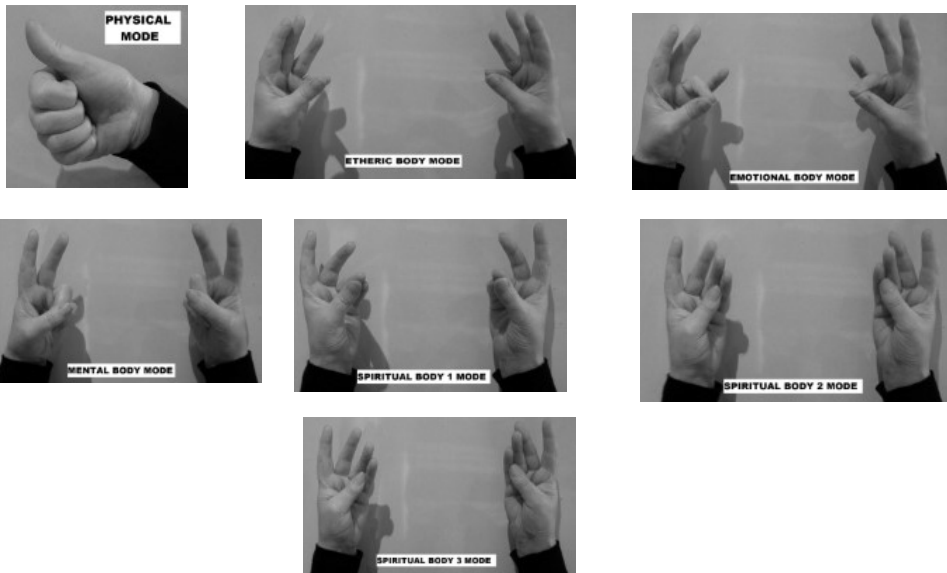 PHYSICAL
MODE
ETHERIC BODY MODE
EMOTIONAL BODY MODE
MENTAL BODY MODE
SPIRITUAL BODY 1 MODE
SPIRITUAL BODY 2 MODE
SPIRITUAL BODY 3 MODE